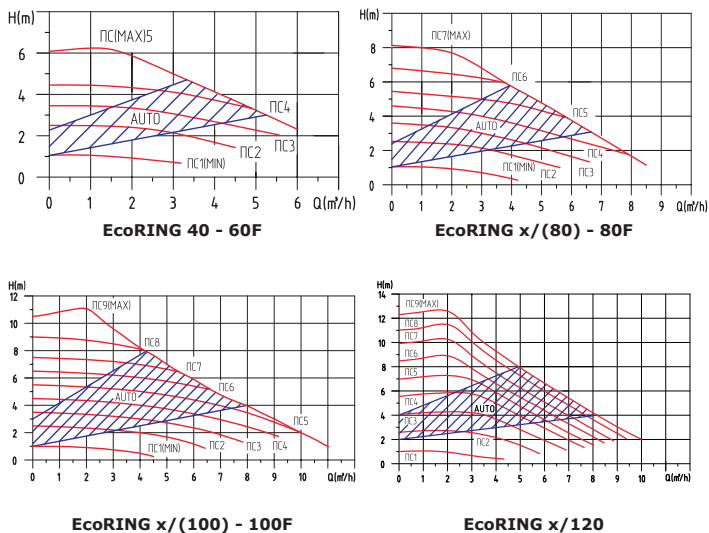 H(m)
8
6
4
2
0
ПС(MAX)5
AUTO
ПС4
ПС3
ПС2
ПС1(MIN)
0 1 2 3 4 5 6 Q(m³/h)
EcoRING 40 - 60F
H(m)
8
6
4
2
0
ПС7(MAX)
ПС6
ПС5
AUTO
ПС4
ПС3
ПС2
ПС1(MIN)
0 1 2 3 4 5 6 7 8 9 Q(m³/h)
EcoRING x/(80) - 80F
H(m)
12
10
8
6
4
2
0
ПС9(MAX)
ПС8
ПС7
ПС6
AUTO
ПС5
ПС4
ПС3
ПС2
ПС1(MIN)
0 1 2 3 4 5 6 7 8 9 10 11 Q(m³/h)
EcoRING x/(100) - 100F
H(m)
14
12
10
8
6
4
2
0
ПС9(MAX)
ПС8
ПС7
ПС6
ПС5
ПС4
AUTO
ПС3
ПС2
ПС1
0 1 2 3 4 5 6 7 8 9 10 11 Q(m³/h)
EcoRING x/120